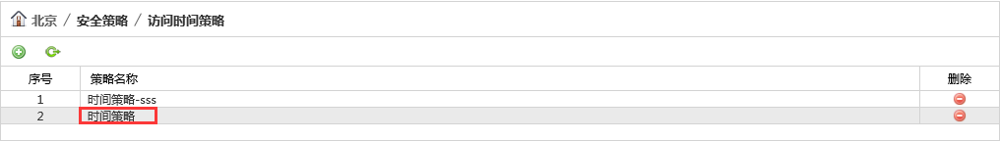 北京 / 安全策略 / 访问时间策略
序号 策略名称 删除
1 时间策略-sss
2 时间策略